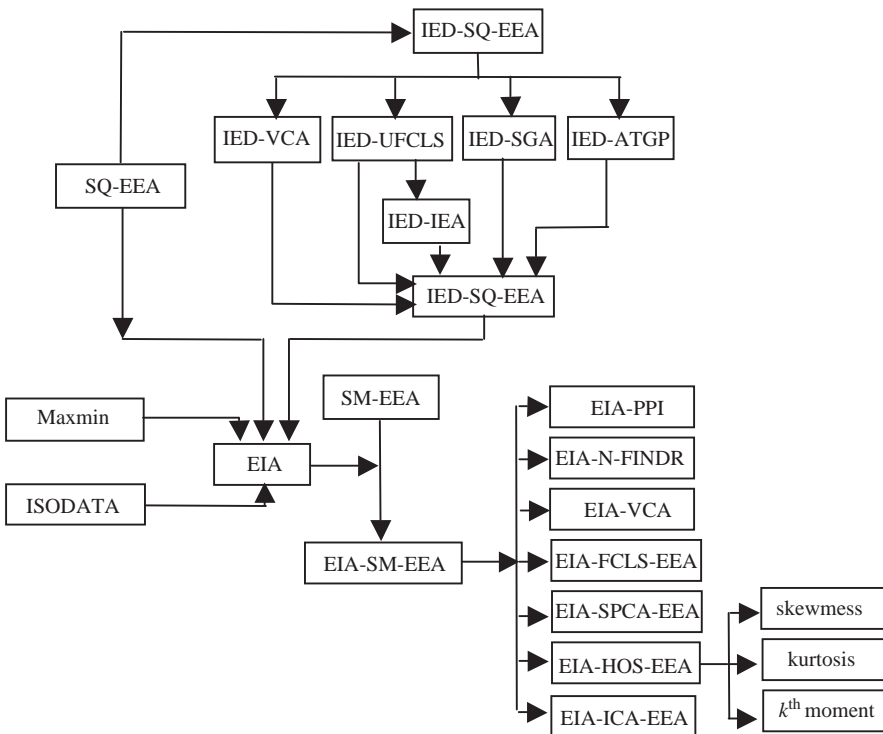 IED-SQ-EEA
IED-VCA
IED-UFCLS
IED-SGA
IED-ATGP
SQ-EEA
IED-IEA
IED-SQ-EEA
SM-EEA
Maxmin
EIA
ISODATA
EIA-SM-EEA
EIA-PPI
EIA-N-FINDR
EIA-VCA
EIA-FCLS-EEA
EIA-SPCA-EEA
EIA-HOS-EEA
EIA-ICA-EEA
skewmess
kurtosis
kth moment